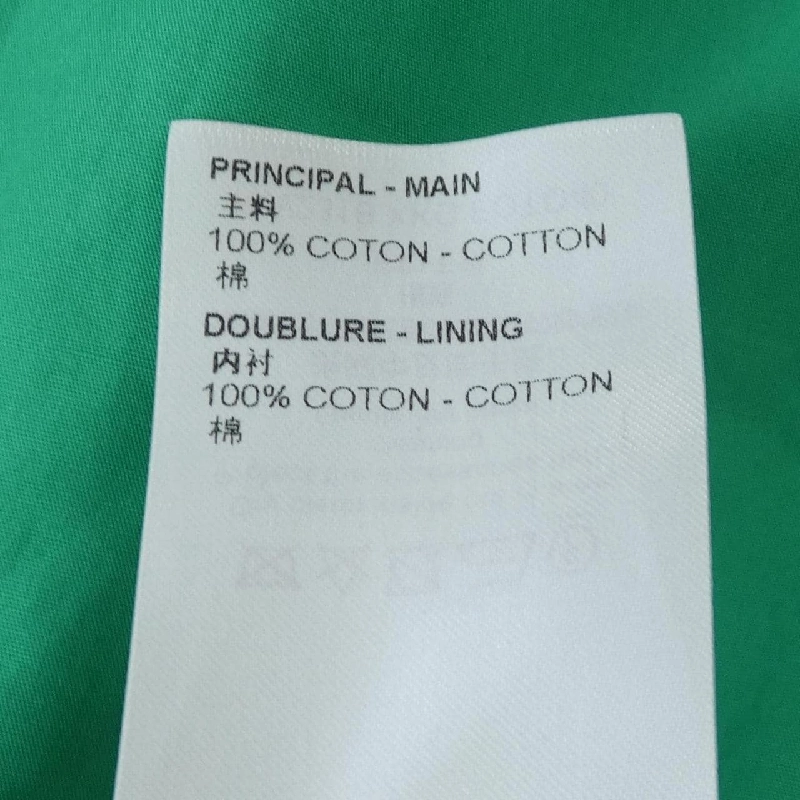 PRINCIPAL - MAIN
主料
100% COTON - COTTON
棉
DOUBLURE - LINING
内衬
100% COTON - COTTON
棉